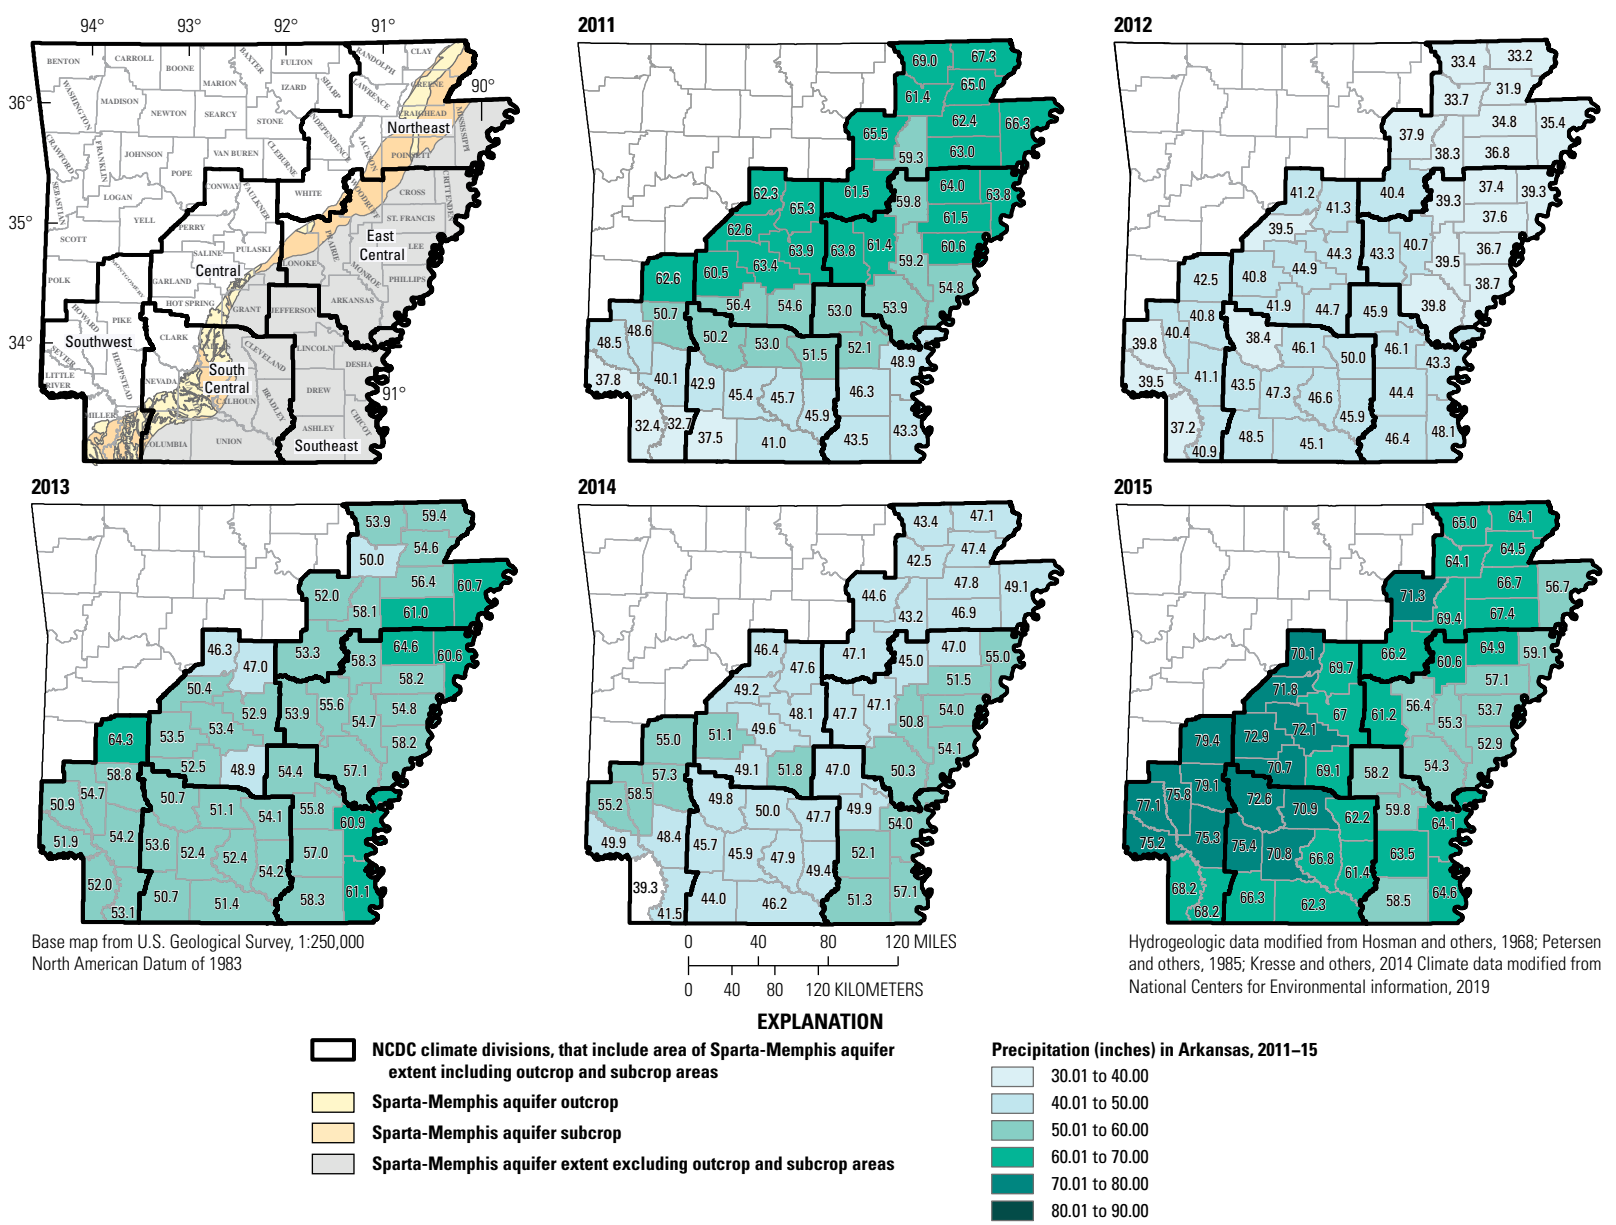 94° 93° 92° 91°
90°
36°
35°
34°
91°
BENTON
CARROLL
BOONE
MARION
BAXTER
FULTON
RANDOLPH
CLAY
WASHINGTON
MADISON
NEWTON
SEARCY
STONE
IZARD
SHARP
LAWRENCE
GREENE
INDEPENDENCE
JACKSON
CRAIGHEAD
MISSISSIPPI
Northeast
CRAWFORD
FRANKLIN
JOHNSON
POPE
VAN BUREN
CLEBURNE
POINSETT
SEBASTIAN
LOGAN
CONWAY
FAULKNER
WHITE
WOODRUFF
CROSS
CRITTENDEN
YELL
PERRY
ST. FRANCIS
SCOTT
PULASKI
PRAIRIE
East
Central
LEE
SALINE
Central
LONOKE
MONROE
PHILLIPS
POLK
MONTGOMERY
GARLAND
HOT SPRING
GRANT
JEFFERSON
ARKANSAS
HOWARD
PIKE
Southwest
CLARK
DALLAS
CLEVELAND
LINCOLN
DESHA
SEVIER
LITTLE
RIVER
HEMPSTEAD
NEVADA
South
Central
CALHOUN
BRADLEY
DREW
MILLER
COLUMBIA
UNION
ASHLEY
CHICOT
Southeast
2011
69.0 67.3
61.4 65.0
65.5 62.4 66.3
59.3 63.0
62.3 65.3 61.5 59.8 64.0 63.8
62.6 63.9 63.8 61.4 61.5
62.6 60.5 63.4 59.2 60.6
50.7 56.4 54.6 53.0 53.9 54.8
48.5 48.6 50.2 53.0 51.5 52.1 48.9
37.8 40.1 42.9 45.4 45.7 45.9 46.3
32.4 32.7 37.5 41.0 43.5 43.3
2012
33.4 33.2
33.7 31.9
37.9 34.8 35.4
38.3 36.8
41.2 41.3 40.4 39.3 37.4 39.3
39.5 44.3 43.3 40.7 37.6
42.5 40.8 44.9 39.5 36.7
40.8 41.9 44.7 45.9 39.8 38.7
39.8 40.4 38.4 46.1 50.0 46.1 43.3
39.5 41.1 43.5 47.3 46.6 45.9 44.4
37.2 40.9 48.5 45.1 46.4 48.1
2013
53.9 59.4
50.0 54.6
52.0 56.4 60.7
58.1 61.0
46.3 47.0 53.3 58.3 64.6 60.6
50.4 52.9 53.9 55.6 58.2
64.3 53.5 53.4 54.7 54.8
58.8 52.5 48.9 54.4 57.1 58.2
50.9 54.7 50.7 51.1 54.1 55.8 60.9
51.9 54.2 53.6 52.4 52.4 54.2 57.0
52.0 53.1 50.7 51.4 58.3 61.1
2014
43.4 47.1
42.5 47.4
44.6 47.8 49.1
43.2 46.9
46.4 47.6 47.1 45.0 47.0 55.0
49.2 48.1 47.7 47.1 51.5
55.0 51.1 49.6 50.8 54.0
57.3 49.1 51.8 47.0 50.3 54.1
55.2 58.5 49.8 50.0 47.7 49.9 54.0
49.9 48.4 45.7 45.9 47.9 49.4 52.1
39.3 41.5 44.0 46.2 51.3 57.1
2015
65.0 64.1
64.1 64.5
71.3 66.7 56.7
69.4 67.4
70.1 69.7 66.2 60.6 64.9 59.1
71.8 67 61.2 56.4 57.1
79.4 72.9 72.1 55.3 53.7
79.1 70.7 69.1 58.2 54.3 52.9
77.1 75.8 72.6 70.9 62.2 59.8 64.1
75.2 75.3 75.4 70.8 66.8 61.4 63.5
68.2 68.2 66.3 62.3 58.5 64.6
Base map from U.S. Geological Survey, 1:250,000
North American Datum of 1983
0 40 80 120 MILES
0 40 80 120 KILOMETERS
Hydrogeologic data modified from Hosman and others, 1968; Petersen
and others, 1985; Kresse and others, 2014 Climate data modified from
National Centers for Environmental information, 2019
EXPLANATION
NCDC climate divisions, that include area of Sparta-Memphis aquifer
extent including outcrop and subcrop areas
Sparta-Memphis aquifer outcrop
Sparta-Memphis aquifer subcrop
Sparta-Memphis aquifer extent excluding outcrop and subcrop areas
Precipitation (inches) in Arkansas, 2011–15
30.01 to 40.00
40.01 to 50.00
50.01 to 60.00
60.01 to 70.00
70.01 to 80.00
80.01 to 90.00